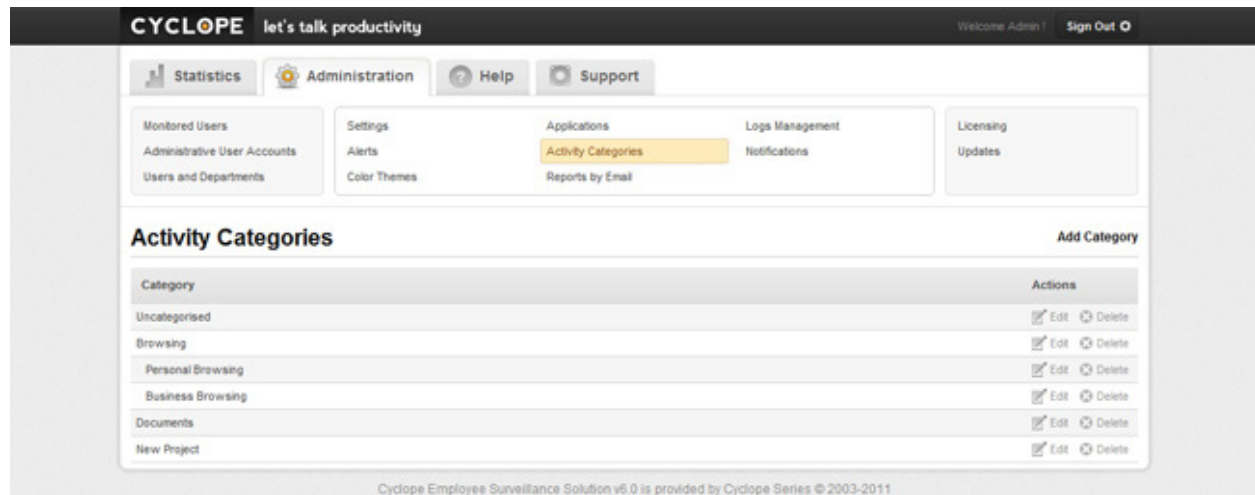 CYCLOPE let's talk productivity
Welcome Admin ! Sign Out
Statistics Administration Help Support
Monitored Users Settings Applications Logs Management Licensing
Administrative User Accounts Alerts Activity Categories Notifications Updates
Users and Departments Color Themes Reports by Email
Activity Categories Add Category
Category Actions
Uncategorised Edit Delete
Browsing Edit Delete
Personal Browsing Edit Delete
Business Browsing Edit Delete
Documents Edit Delete
New Project Edit Delete
Cyclope Employee Surveillance Solution v6.0 is provided by Cyclope Series © 2003-2011